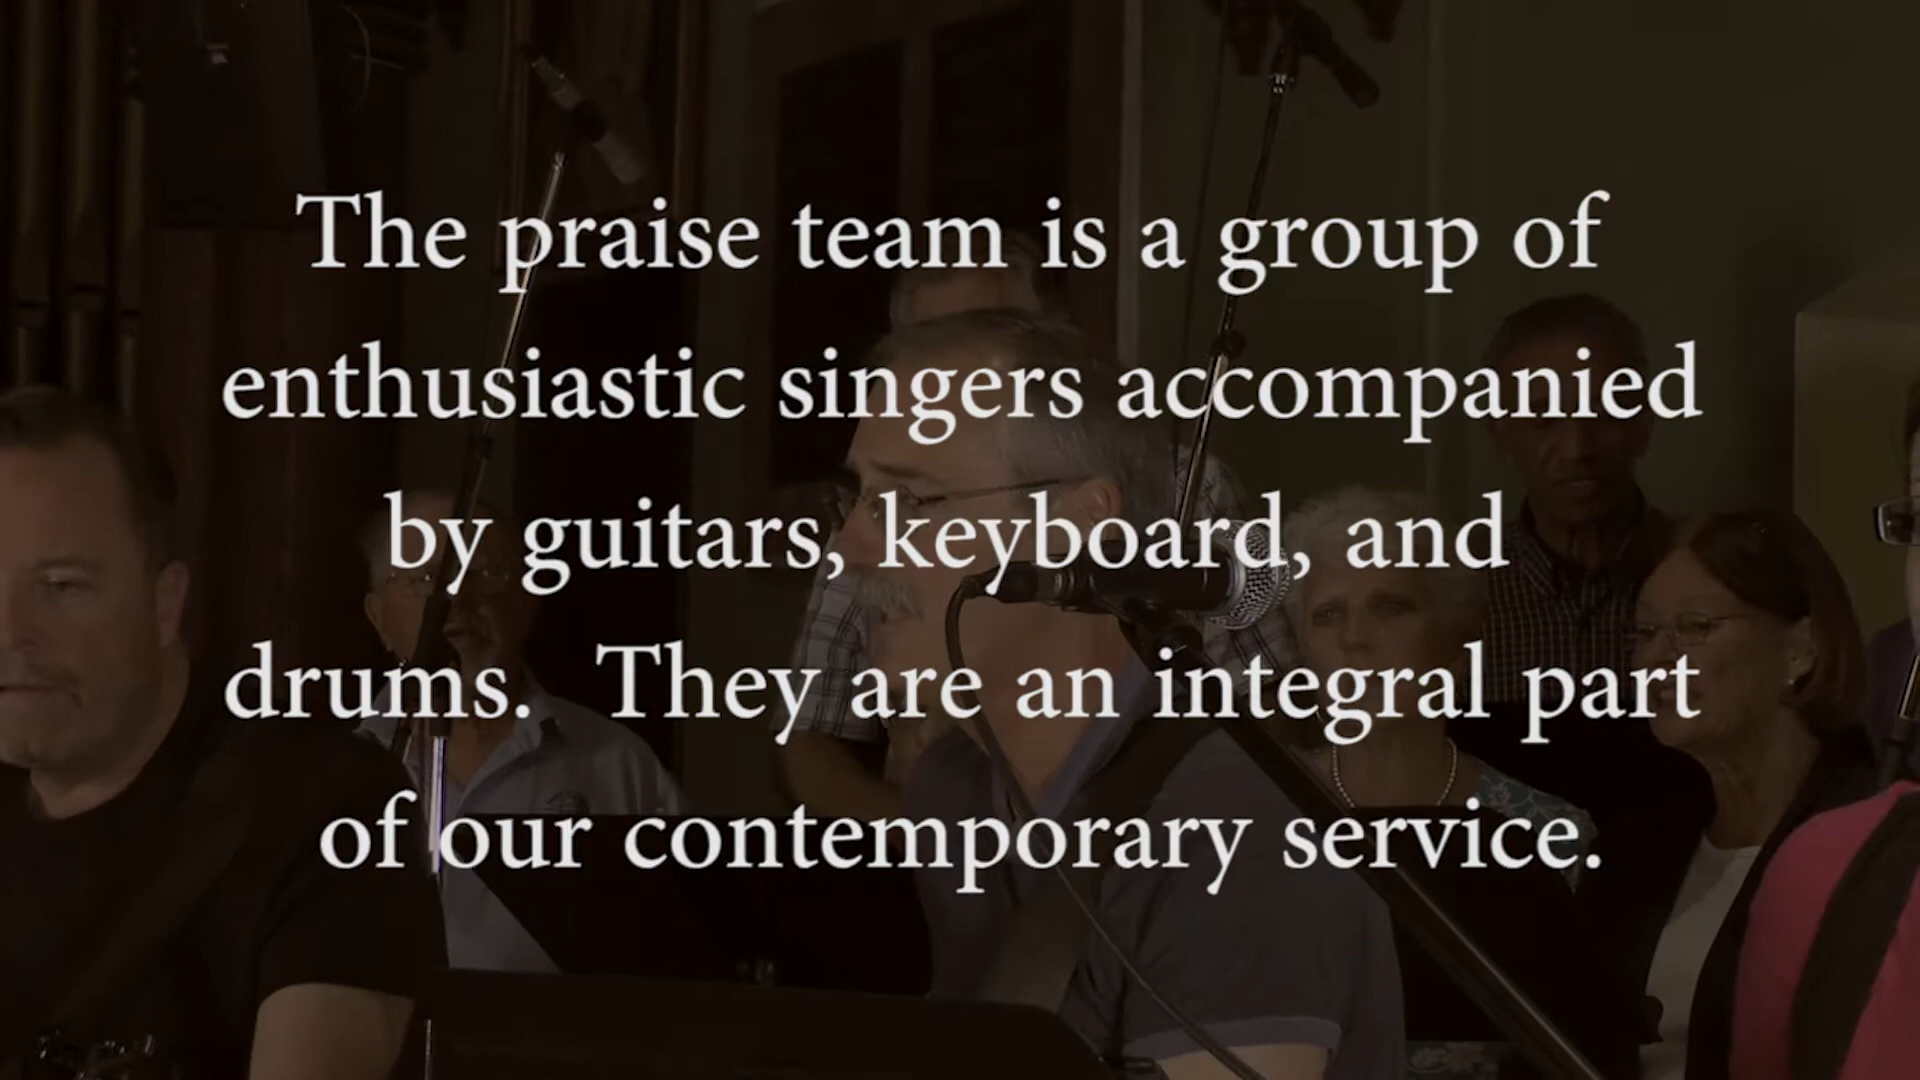 The praise team is a group of
enthusiastic singers accompanied
by guitars, keyboard, and
drums.  They are an integral part
of our contemporary service.